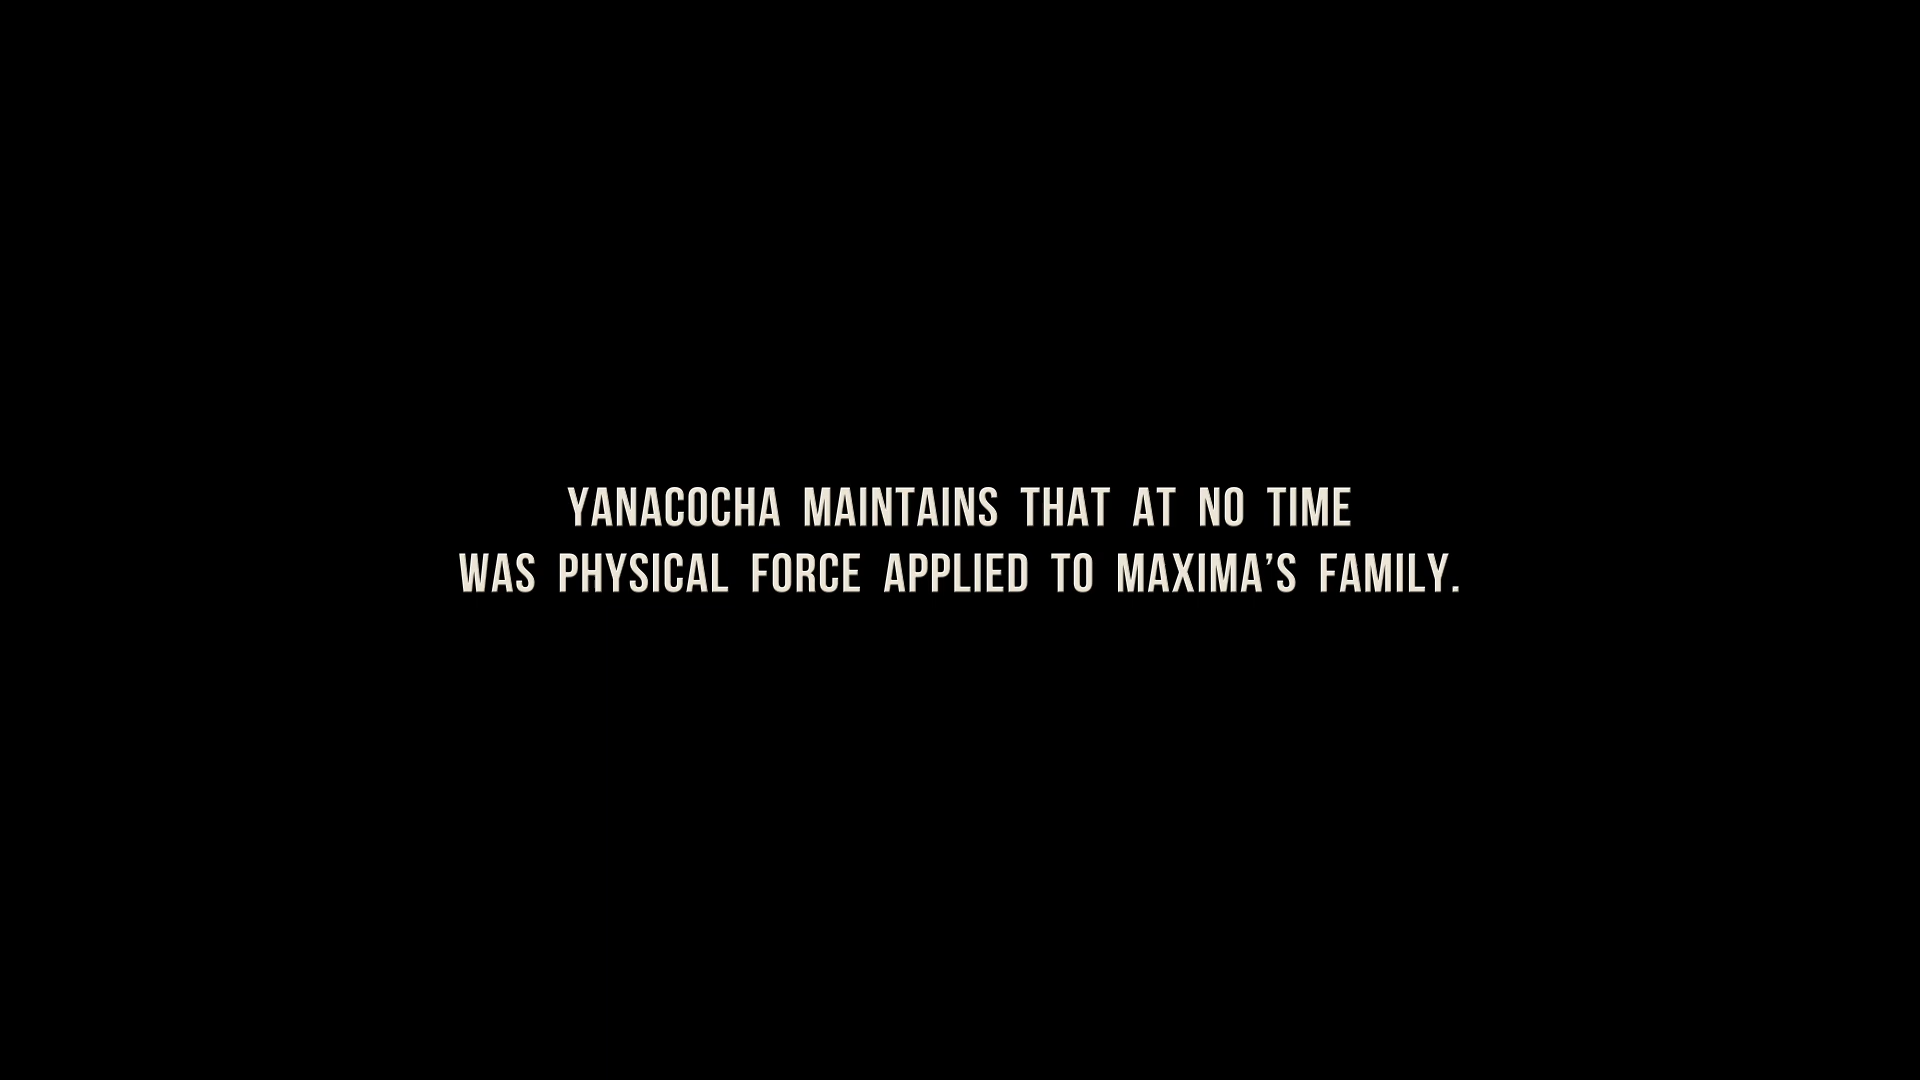 YANACOCHA MAINTAINS THAT AT NO TIME
WAS PHYSICAL FORCE APPLIED TO MAXIMA’S FAMILY.